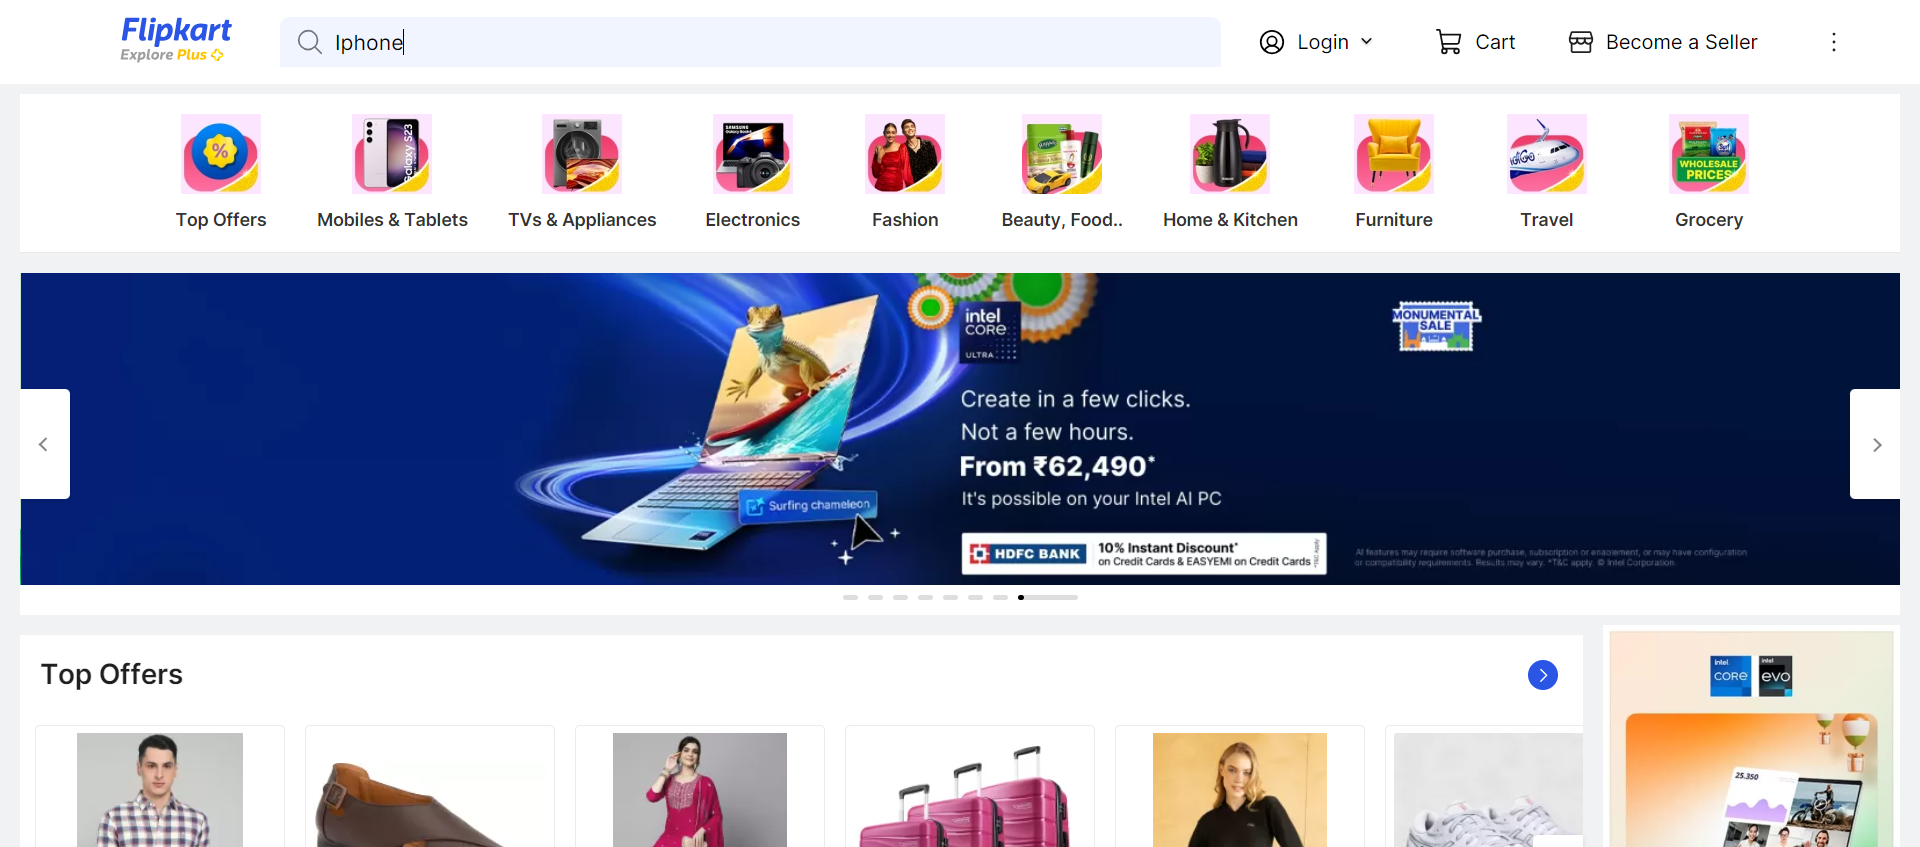 Flipkart
Explore Plus
Iphone
Login
Cart
Become a Seller
Galaxy S23
SAMSUNG
IndiGo
WHOLESALE
PRICES
Top Offers
Mobiles & Tablets
TVs & Appliances
Electronics
Fashion
Beauty, Food..
Home & Kitchen
Furniture
Travel
Grocery
intel
CORE
ULTRA
MONUMENTAL
SALE
Create in a few clicks.
Not a few hours.
From ₹62,490*
It's possible on your Intel AI PC
Surfing chameleon
HDFC BANK
10% Instant Discount*
on Credit Cards & EASYEMI on Credit Cards
AI features may require software purchase, subscription or enablement, or may have configuration
or compatibility requirements. Results may vary. *T&C apply. © Intel Corporation.
Top Offers
intel
CORE
intel
evo
25.350